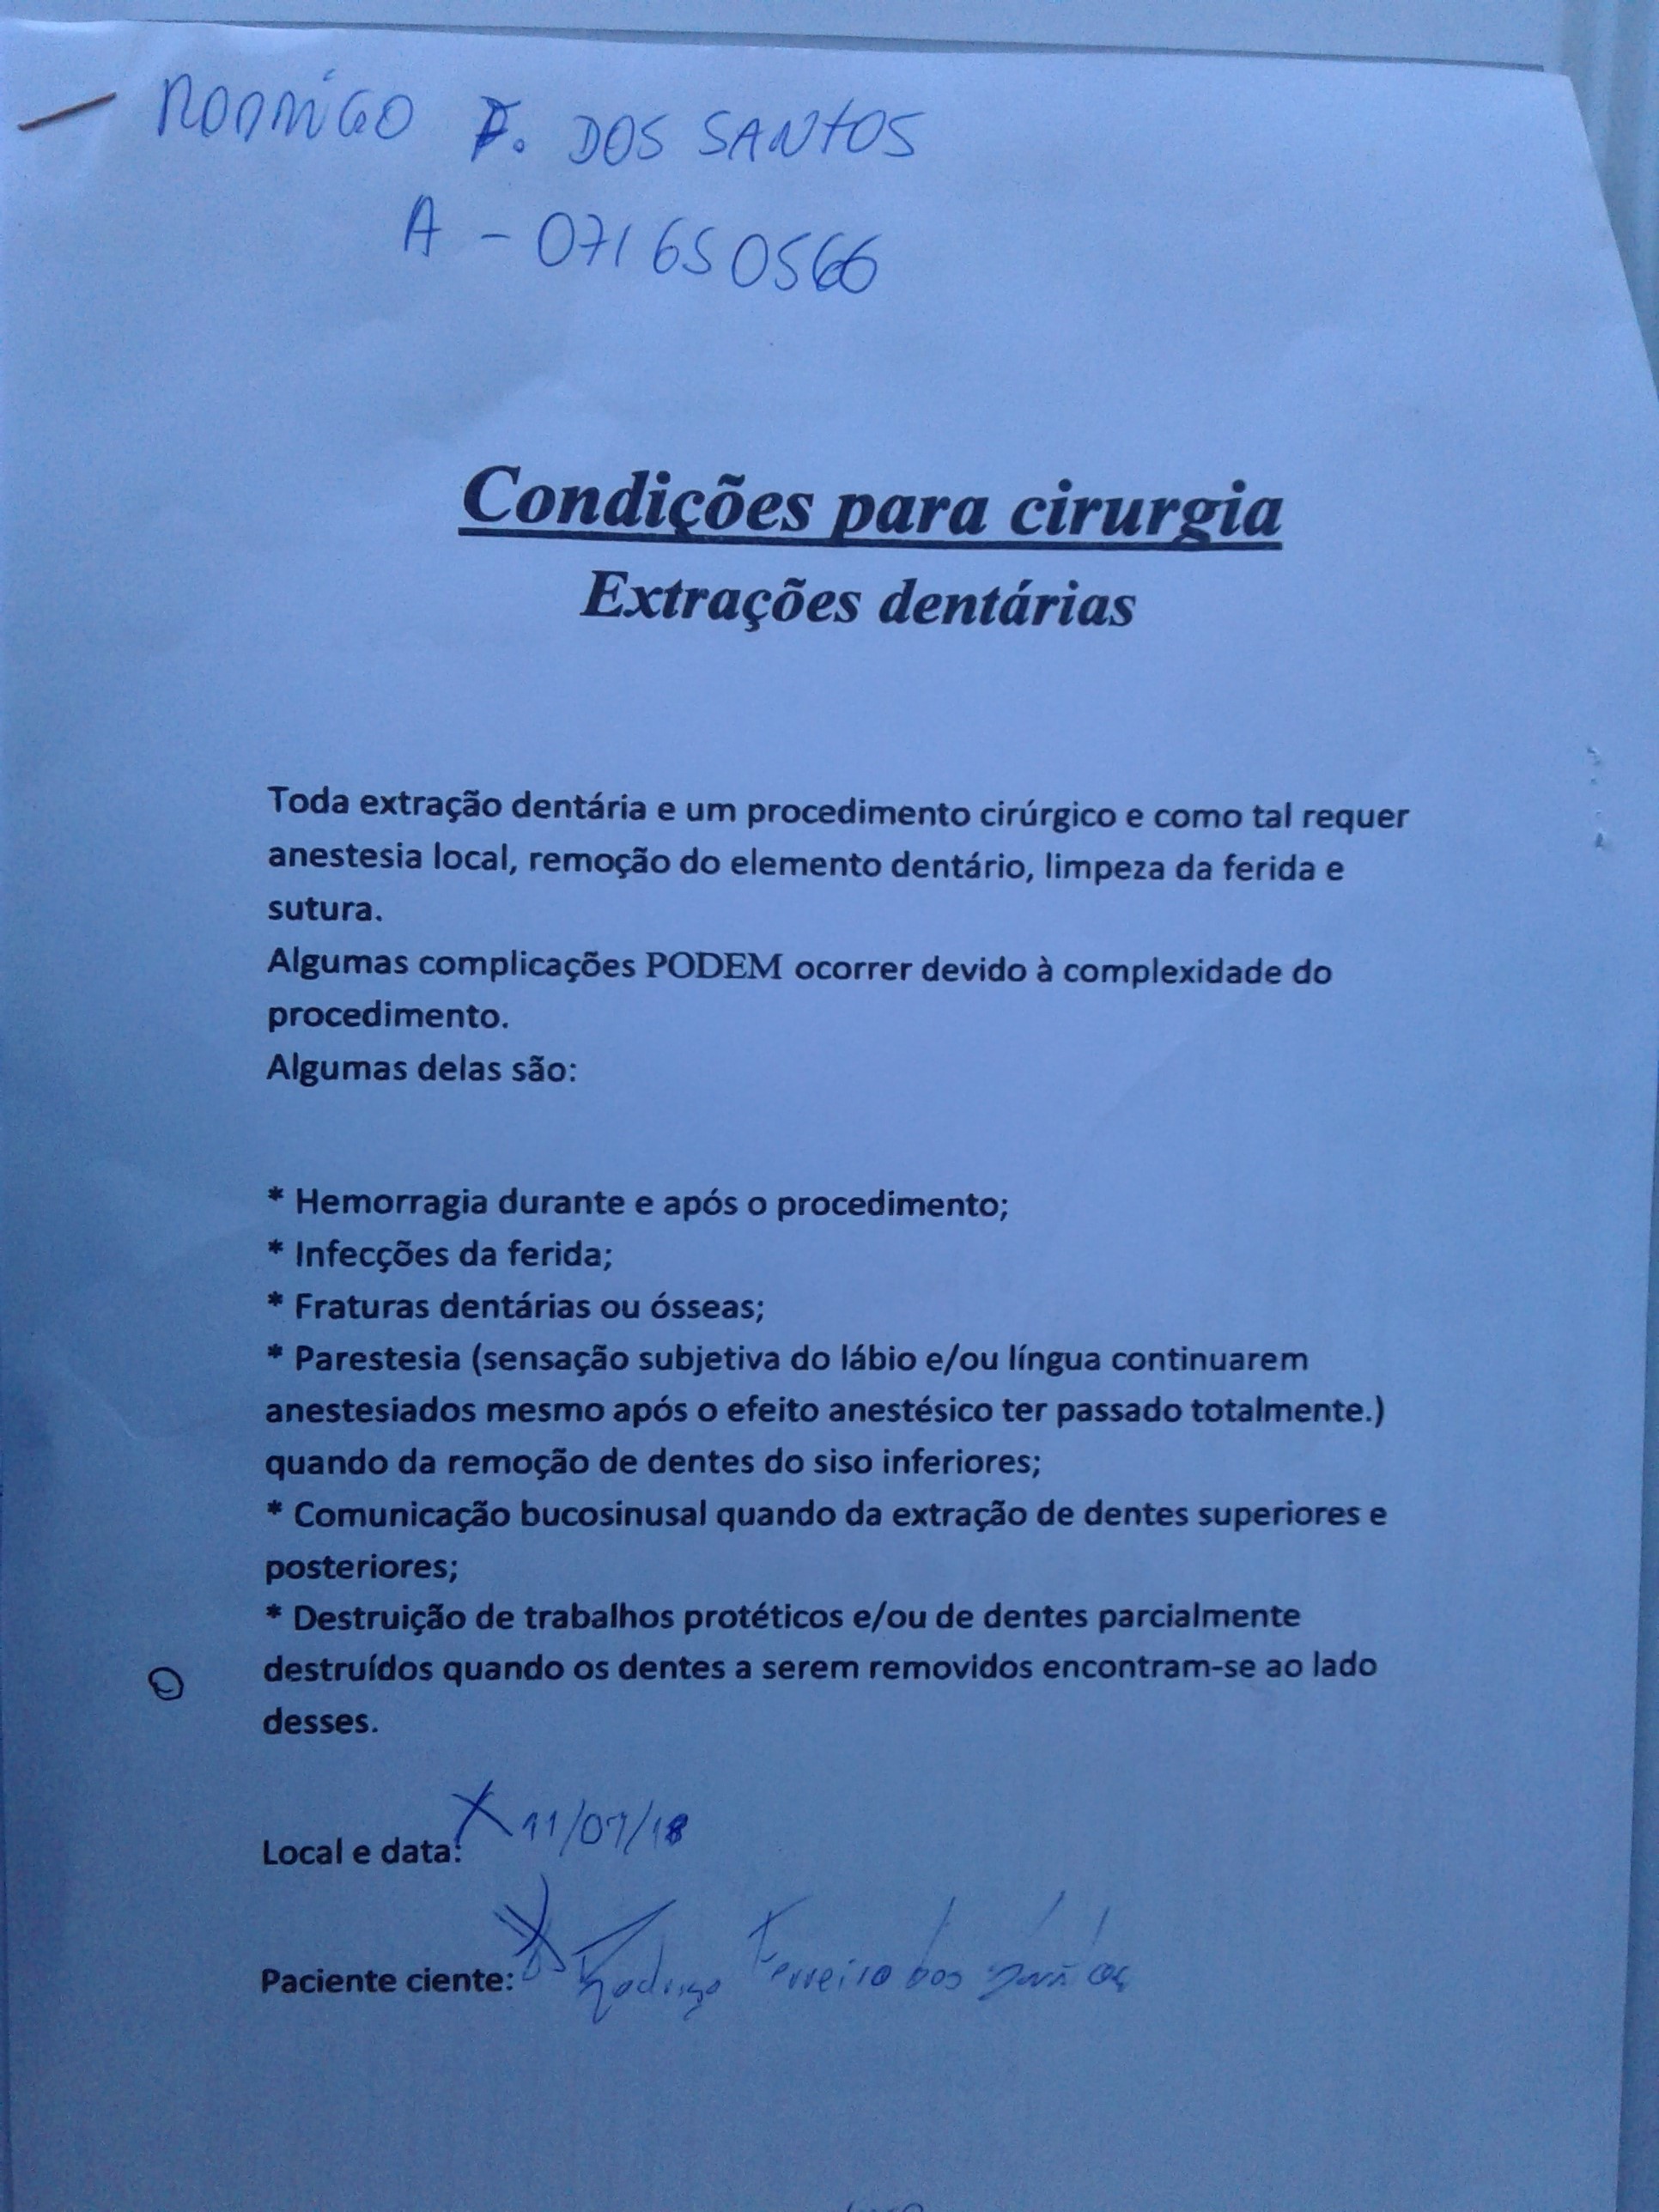 RODRIGO F. DOS SANTOS
A - 071650566
Condições para cirurgia
Extrações dentárias
Toda extração dentária e um procedimento cirúrgico e como tal requer
anestesia local, remoção do elemento dentário, limpeza da ferida e
sutura.
Algumas complicações PODEM ocorrer devido à complexidade do
procedimento.
Algumas delas são:
* Hemorragia durante e após o procedimento;
* Infecções da ferida;
* Fraturas dentárias ou ósseas;
* Parestesia (sensação subjetiva do lábio e/ou língua continuarem
anestesiados mesmo após o efeito anestésico ter passado totalmente.)
quando da remoção de dentes do siso inferiores;
* Comunicação bucosinusal quando da extração de dentes superiores e
posteriores;
* Destruição de trabalhos protéticos e/ou de dentes parcialmente
destruídos quando os dentes a serem removidos encontram-se ao lado
desses.
Local e data: X 11/07/18
Paciente ciente: X Rodrigo Ferreira dos Santos